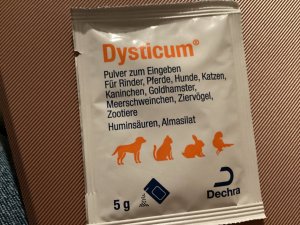 Dysticum®
Pulver zum Eingeben
Für Rinder, Pferde, Hunde, Katzen,
Kaninchen, Goldhamster,
Meerschweinchen, Ziervögel,
Zootiere
Huminsäuren, Almasilat
5 g
Dechra